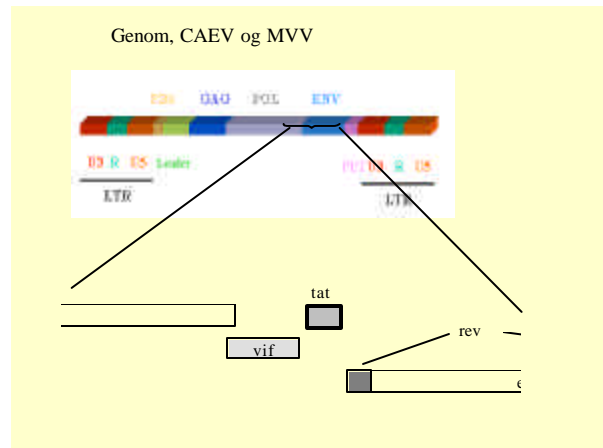 Genom, CAEV og MVV
GAG POL ENV
U3 R U5 Leader U3 R U5
LTR LTR
tat
vif
rev
e